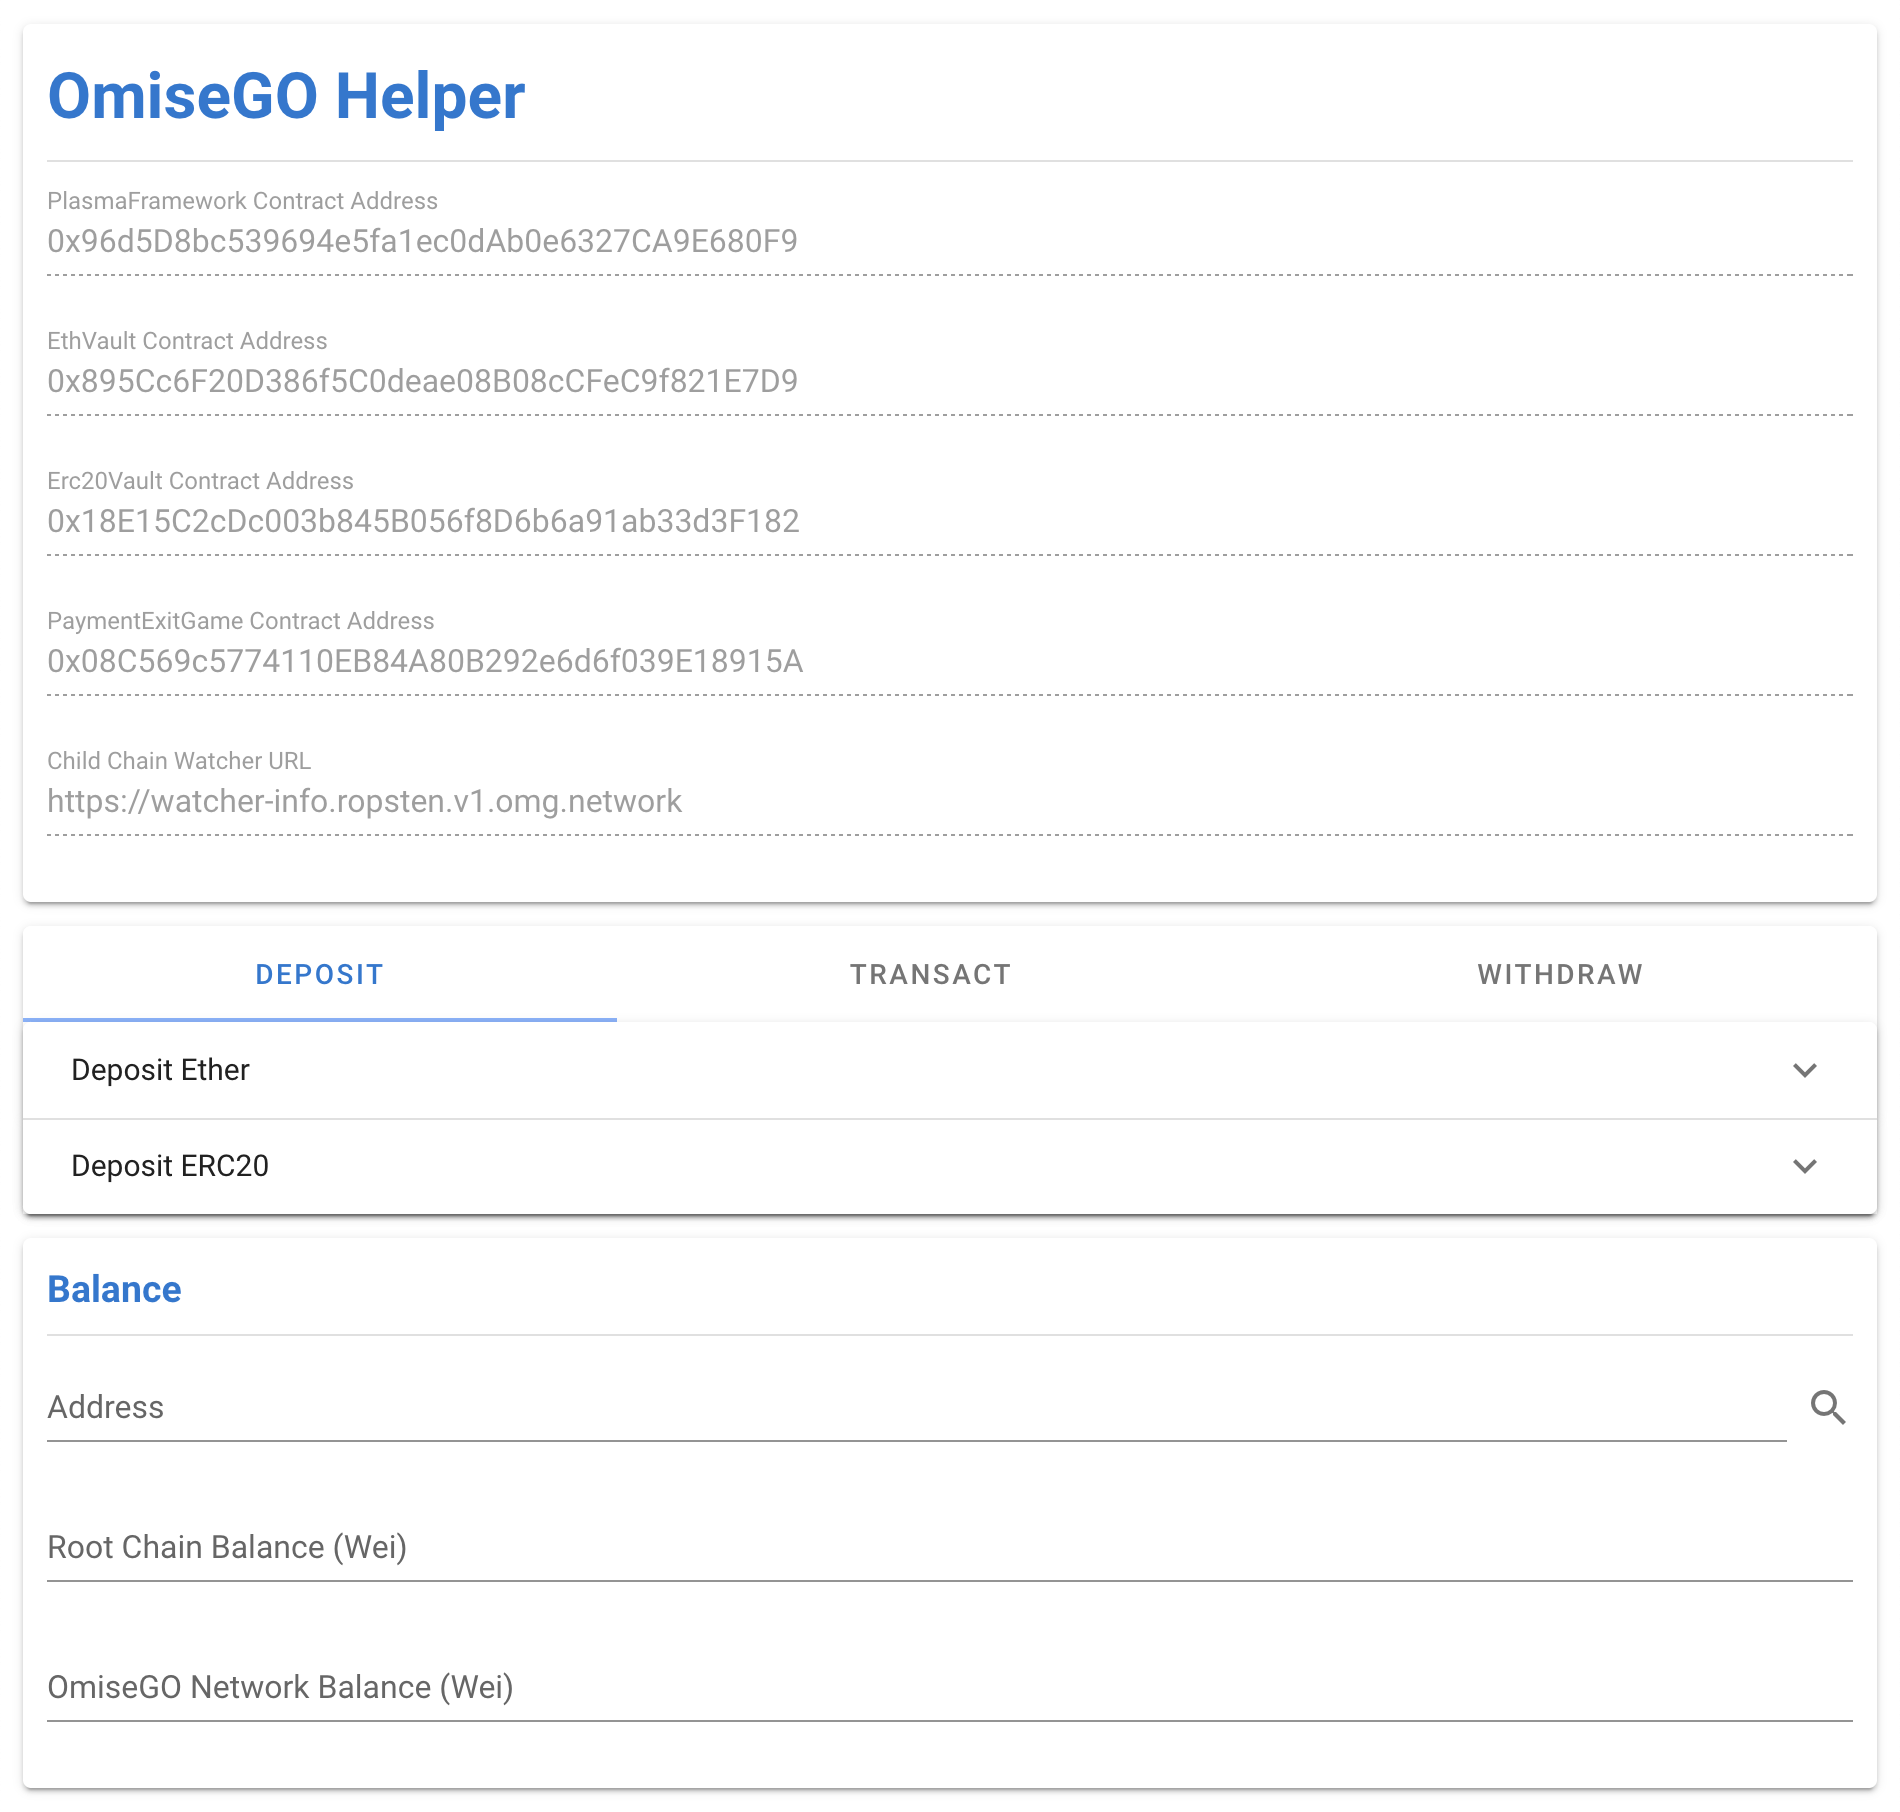 OmiseGO Helper
PlasmaFramework Contract Address
0x96d5D8bc539694e5fa1ec0dAb0e6327CA9E680F9
EthVault Contract Address
0x895Cc6F20D386f5C0deae08B08cCFeC9f821E7D9
Erc20Vault Contract Address
0x18E15C2cDc003b845B056f8D6b6a91ab33d3F182
PaymentExitGame Contract Address
0x08C569c5774110EB84A80B292e6d6f039E18915A
Child Chain Watcher URL
https://watcher-info.ropsten.v1.omg.network
DEPOSIT TRANSACT WITHDRAW
Deposit Ether
Deposit ERC20
Balance
Address
Root Chain Balance (Wei)
OmiseGO Network Balance (Wei)